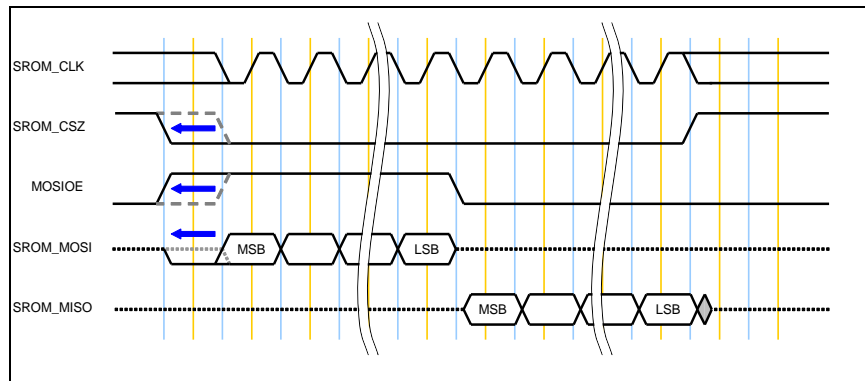 SROM_CLK
SROM_CSZ
MOSIOE
SROM_MOSI
MSB
LSB
SROM_MISO
MSB
LSB